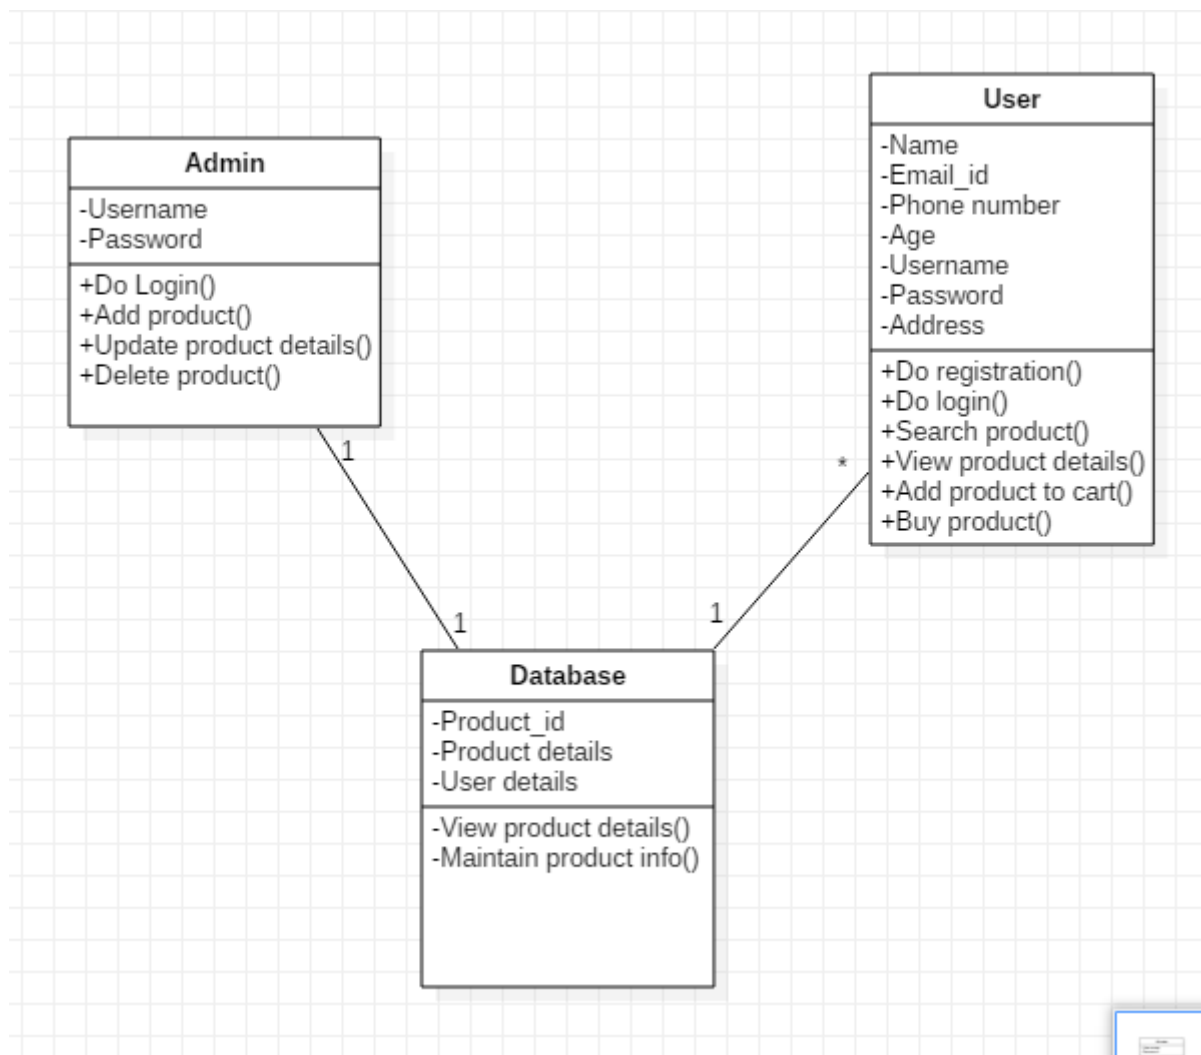 Admin
-Username
-Password
+Do Login()
+Add product()
+Update product details()
+Delete product()
1
1
User
-Name
-Email_id
-Phone number
-Age
-Username
-Password
-Address
+Do registration()
+Do login()
+Search product()
+View product details()
+Add product to cart()
+Buy product()
*
1
Database
-Product_id
-Product details
-User details
-View product details()
-Maintain product info()